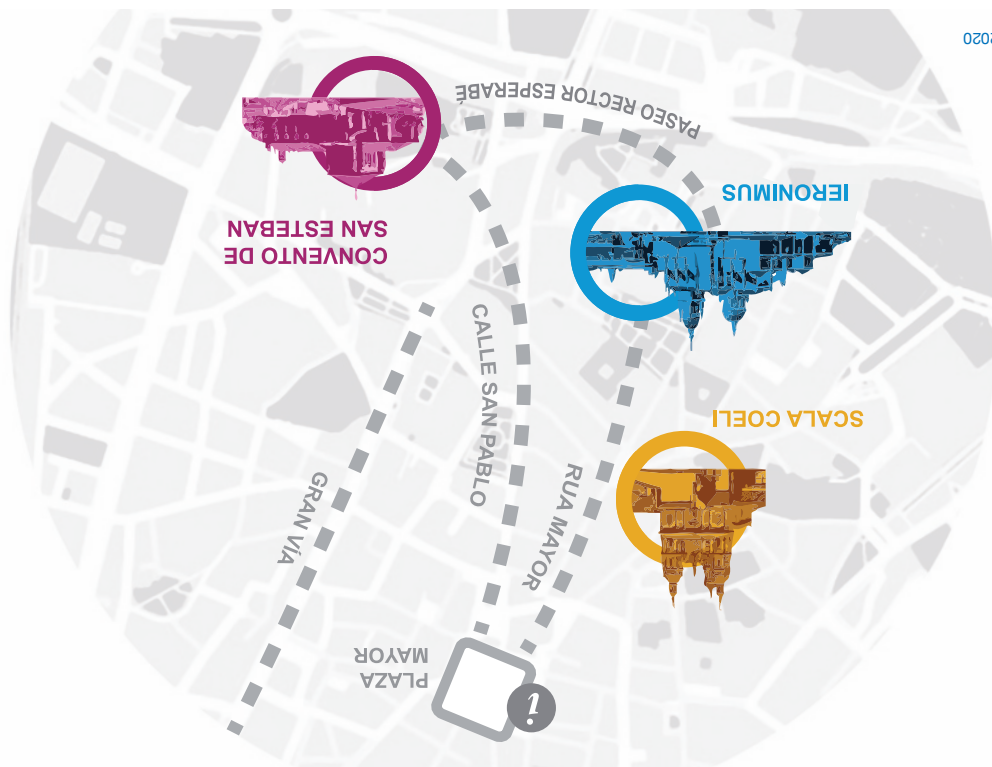 i
PLAZA
MAYOR
GRAN VÍA
RUA MAYOR
CALLE SAN PABLO
SCALA COELI
CONVENTO DE
SAN ESTEBAN
IERONIMUS
PASEO RECTOR ESPERABÉ
2020